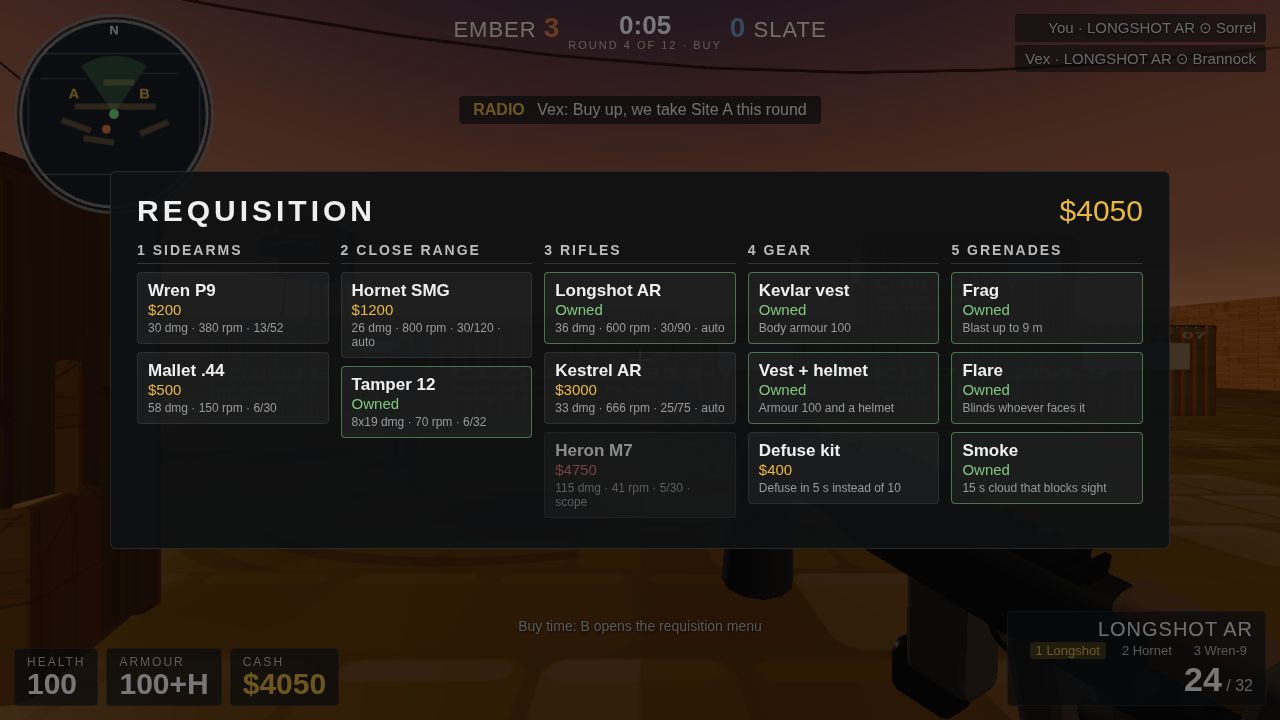 N
A
B
EMBER 3
0:05
ROUND 4 OF 12 · BUY
0 SLATE
You · LONGSHOT AR ⊙ Sorrel
Vex · LONGSHOT AR ⊙ Brannock
RADIO Vex: Buy up, we take Site A this round
REQUISITION
$4050
1 SIDEARMS
Wren P9
$200
30 dmg · 380 rpm · 13/52
Mallet .44
$500
58 dmg · 150 rpm · 6/30
2 CLOSE RANGE
Hornet SMG
$1200
26 dmg · 800 rpm · 30/120 ·
auto
Tamper 12
Owned
8x19 dmg · 70 rpm · 6/32
3 RIFLES
Longshot AR
Owned
36 dmg · 600 rpm · 30/90 · auto
Kestrel AR
$3000
33 dmg · 666 rpm · 25/75 · auto
Heron M7
$4750
115 dmg · 41 rpm · 5/30 ·
scope
4 GEAR
Kevlar vest
Owned
Body armour 100
Vest + helmet
Owned
Armour 100 and a helmet
Defuse kit
$400
Defuse in 5 s instead of 10
5 GRENADES
Frag
Owned
Blast up to 9 m
Flare
Owned
Blinds whoever faces it
Smoke
Owned
15 s cloud that blocks sight
07
Buy time: B opens the requisition menu
HEALTH
100
ARMOUR
100+H
CASH
$4050
LONGSHOT AR
1 Longshot 2 Hornet 3 Wren-9
24 / 32